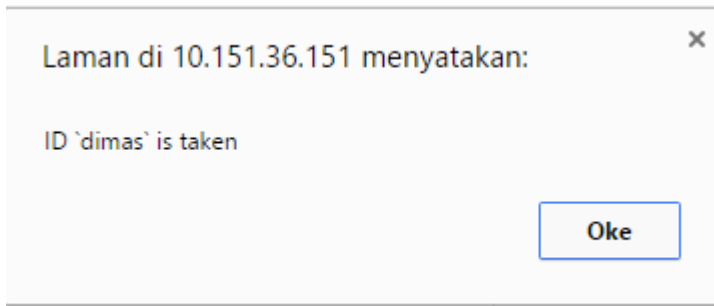 Laman di 10.151.36.151 menyatakan:
ID `dimas` is taken
Oke